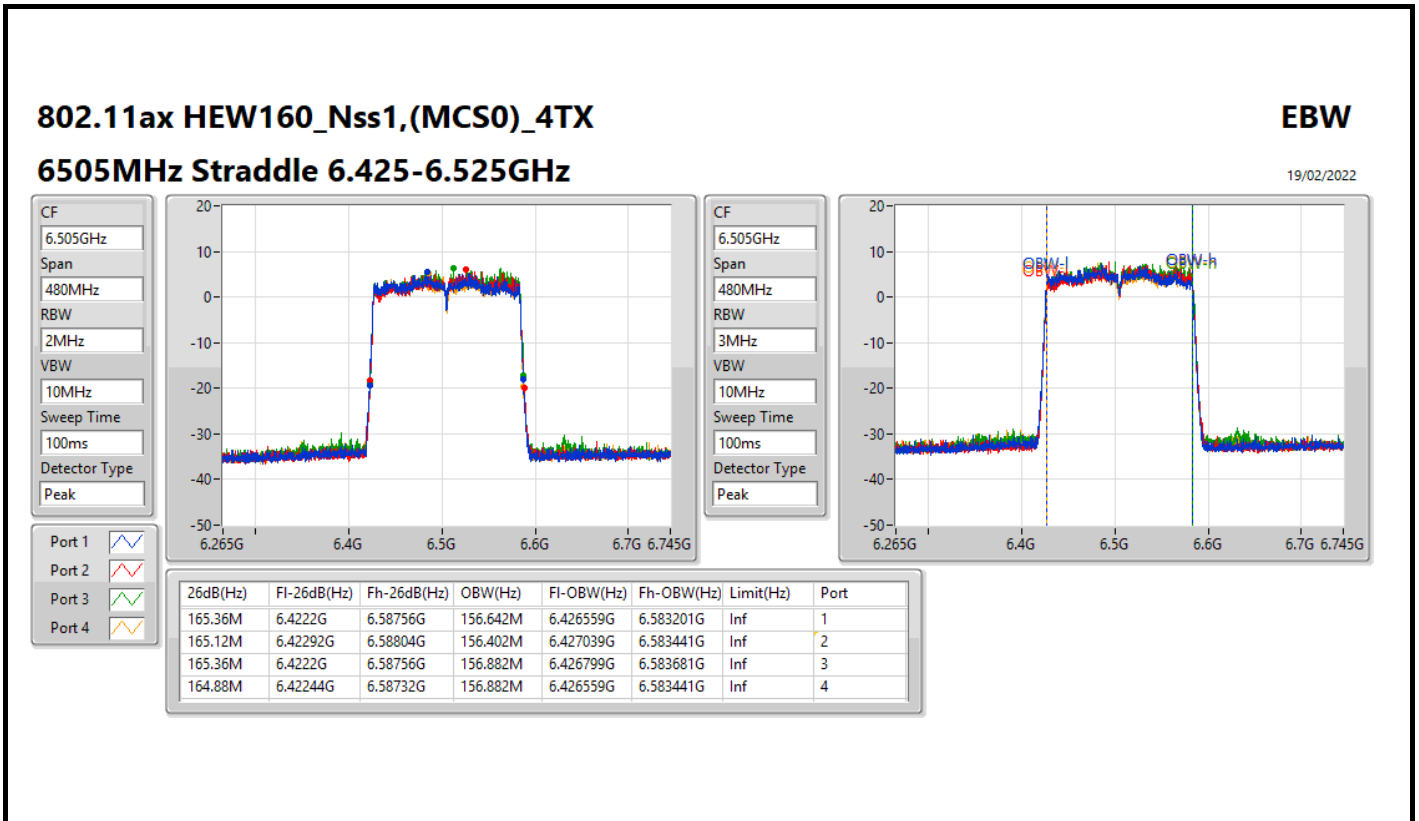 802.11ax HEW160_Nss1,(MCS0)_4TX
EBW
6505MHz Straddle 6.425-6.525GHz
19/02/2022
CF
6.505GHz
Span
480MHz
RBW
2MHz
VBW
10MHz
Sweep Time
100ms
Detector Type
Peak
20
10
0
-10
-20
-30
-40
-50
6.265G 6.4G 6.5G 6.6G 6.7G 6.745G
CF
6.505GHz
Span
480MHz
RBW
3MHz
VBW
10MHz
Sweep Time
100ms
Detector Type
Peak
20
10
0
-10
-20
-30
-40
-50
OBW-l OBW-h
6.265G 6.4G 6.5G 6.6G 6.7G 6.745G
Port 1
Port 2
Port 3
Port 4
26dB(Hz) Fl-26dB(Hz) Fh-26dB(Hz) OBW(Hz) Fl-OBW(Hz) Fh-OBW(Hz) Limit(Hz) Port
165.36M 6.4222G 6.58756G 156.642M 6.426559G 6.583201G Inf 1
165.12M 6.42292G 6.58804G 156.402M 6.427039G 6.583441G Inf 2
165.36M 6.4222G 6.58756G 156.882M 6.426799G 6.583681G Inf 3
164.88M 6.42244G 6.58732G 156.882M 6.426559G 6.583441G Inf 4